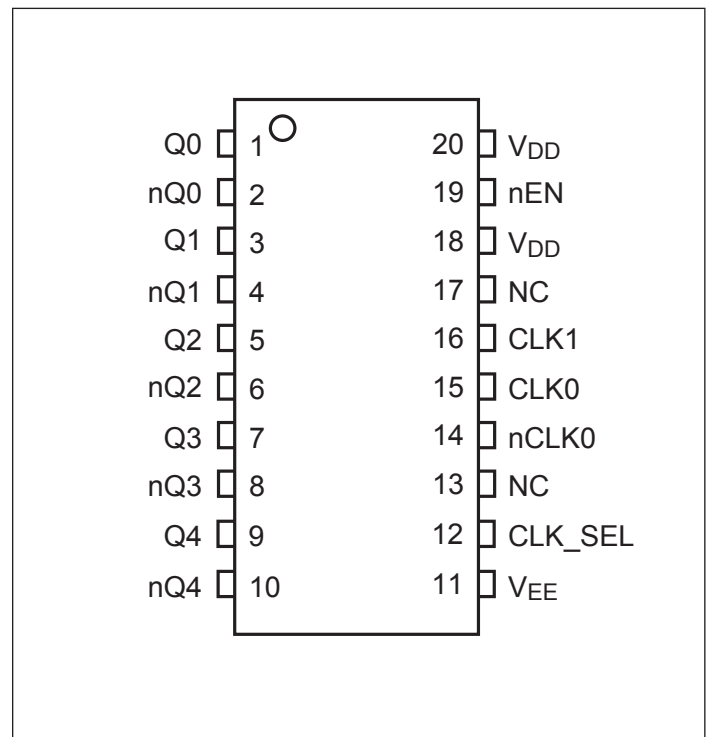 Q0 1 20 VDD
nQ0 2 19 nEN
Q1 3 18 VDD
nQ1 4 17 NC
Q2 5 16 CLK1
nQ2 6 15 CLK0
Q3 7 14 nCLK0
nQ3 8 13 NC
Q4 9 12 CLK_SEL
nQ4 10 11 VEE